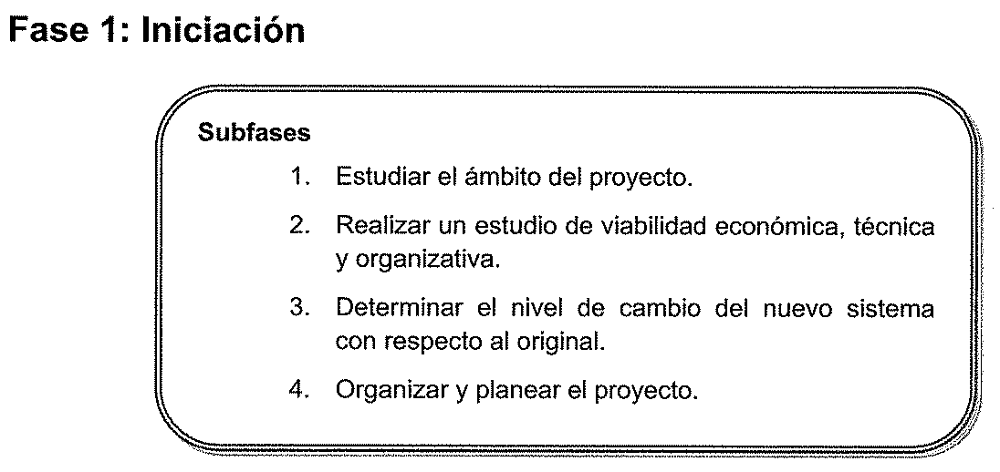 Fase 1: Iniciación
Subfases
1. Estudiar el ámbito del proyecto.
2. Realizar un estudio de viabilidad económica, técnica
y organizativa.
3. Determinar el nivel de cambio del nuevo sistema
con respecto al original.
4. Organizar y planear el proyecto.